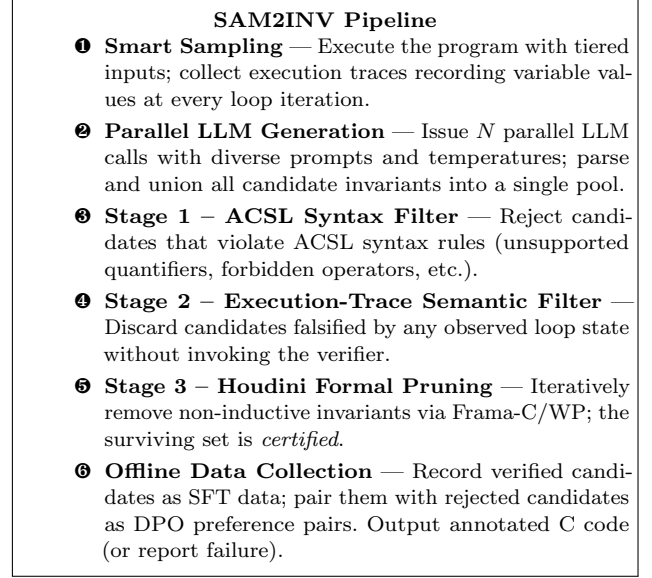 SAM2INV Pipeline
❶ Smart Sampling — Execute the program with tiered
inputs; collect execution traces recording variable val-
ues at every loop iteration.
❷ Parallel LLM Generation — Issue N parallel LLM
calls with diverse prompts and temperatures; parse
and union all candidate invariants into a single pool.
❸ Stage 1 – ACSL Syntax Filter — Reject candi-
dates that violate ACSL syntax rules (unsupported
quantifiers, forbidden operators, etc.).
❹ Stage 2 – Execution-Trace Semantic Filter —
Discard candidates falsified by any observed loop state
without invoking the verifier.
❺ Stage 3 – Houdini Formal Pruning — Iteratively
remove non-inductive invariants via Frama-C/WP; the
surviving set is certified.
❻ Offline Data Collection — Record verified candi-
dates as SFT data; pair them with rejected candidates
as DPO preference pairs. Output annotated C code
(or report failure).